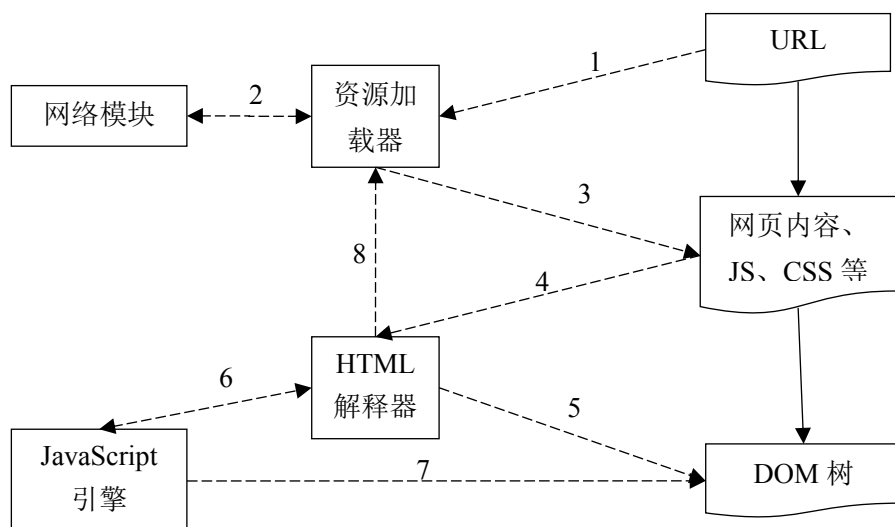 URL
1
网络模块
2
资源加
载器
3
网页内容、
JS、CSS 等
8
4
HTML
解释器
6
5
JavaScript
引擎
7
DOM 树